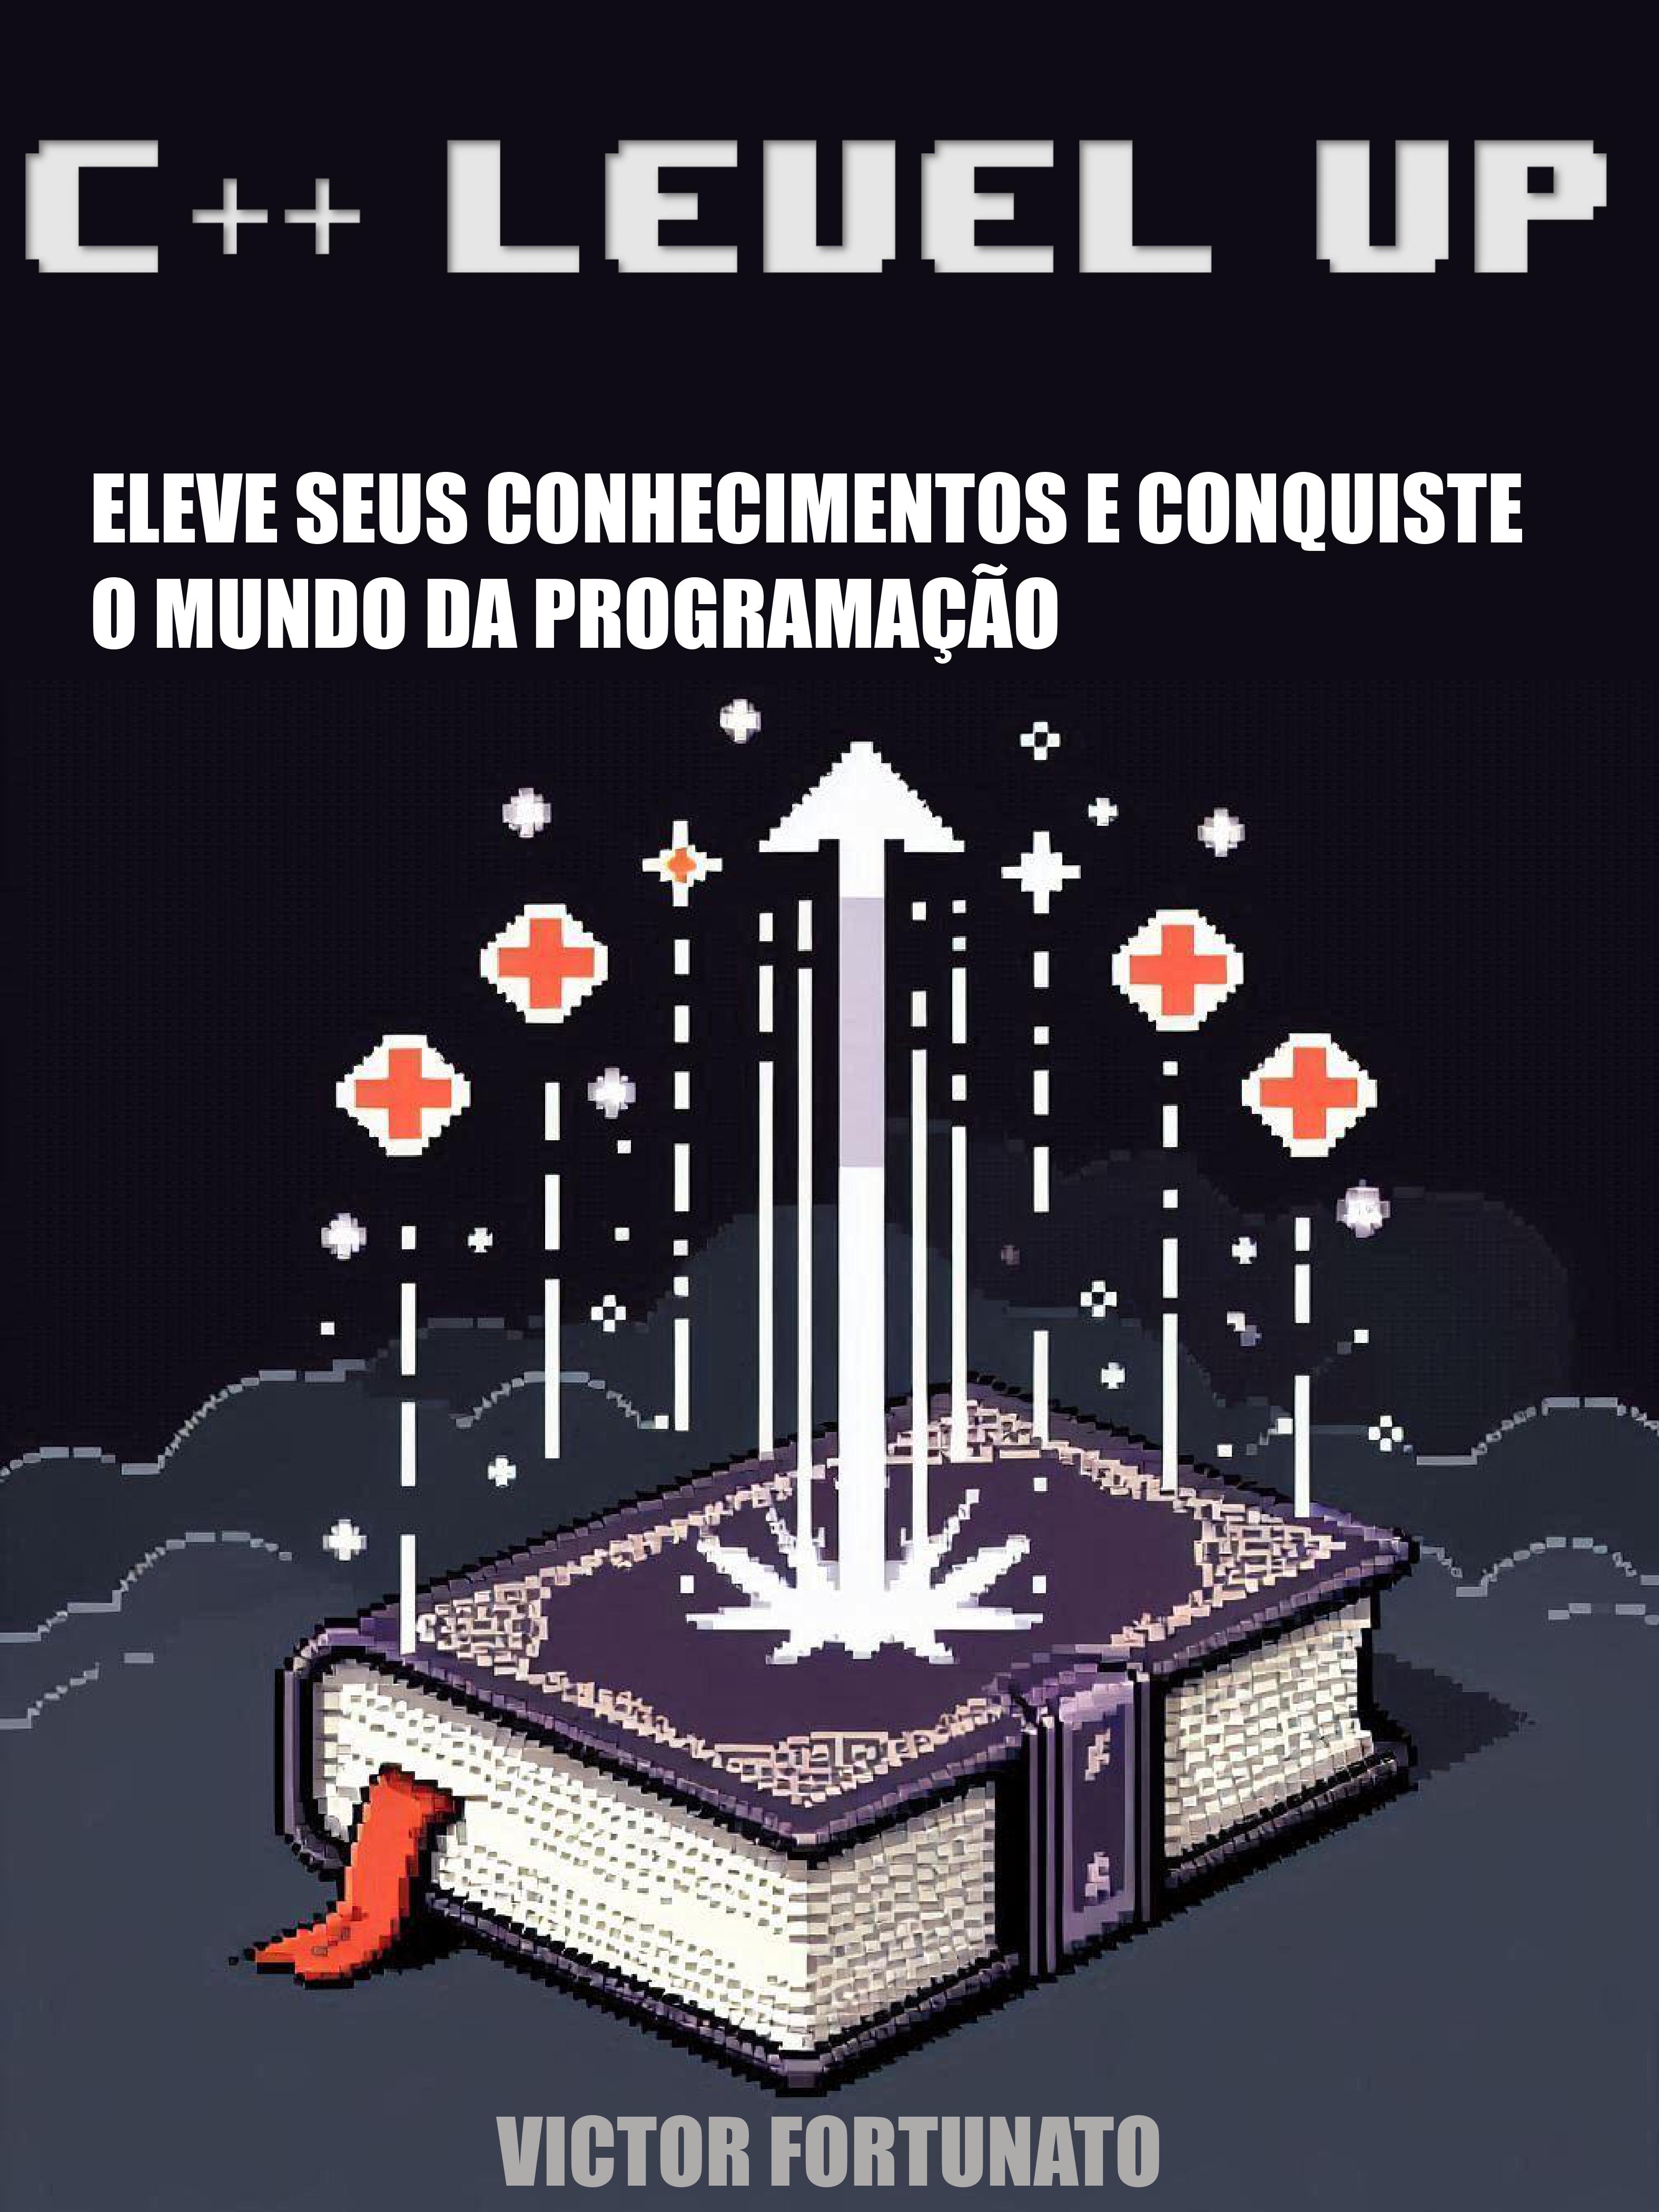 C++ LEVEL UP
ELEVE SEUS CONHECIMENTOS E CONQUISTE
O MUNDO DA PROGRAMAÇÃO
VICTOR FORTUNATO